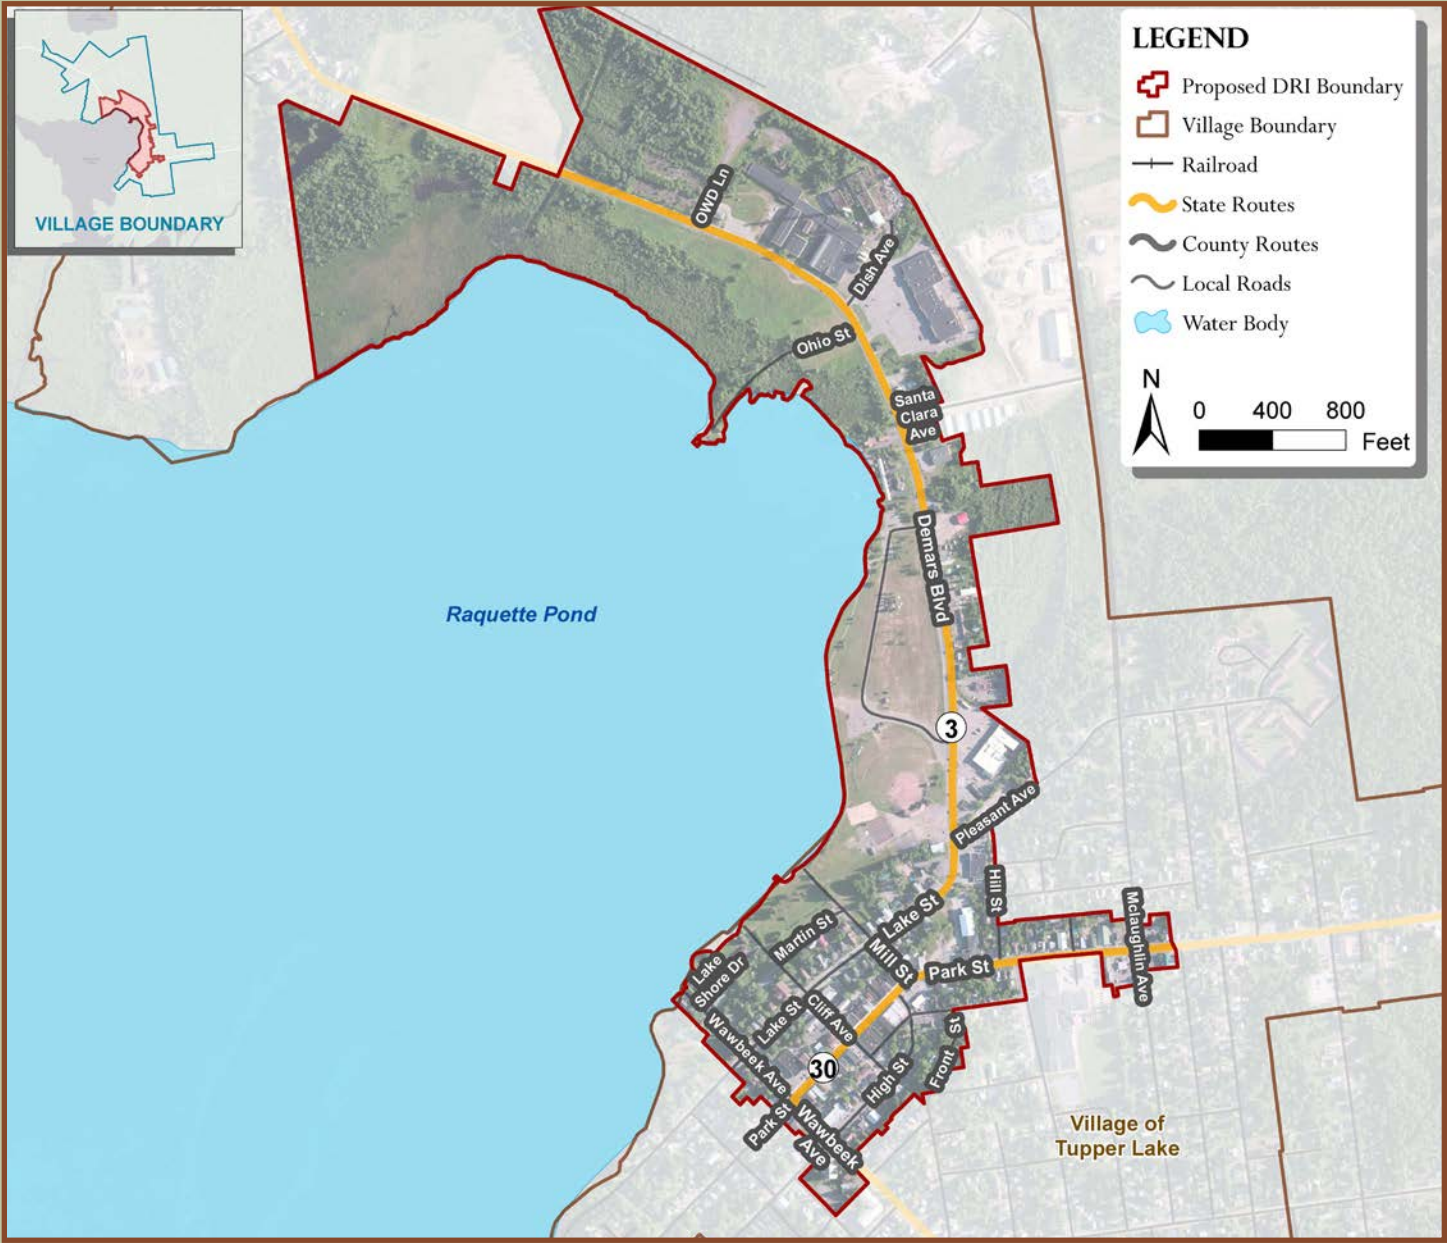 VILLAGE BOUNDARY
LEGEND
Proposed DRI Boundary
Village Boundary
Railroad
State Routes
County Routes
Local Roads
Water Body
N
0 400 800
Feet
OWD Ln
Dish Ave
Ohio St
Santa
Clara
Ave
Demars Blvd
Raquette Pond
3
Pleasant Ave
Hill St
Mclaughlin Ave
Lake St
Martin St
Mill St
Park St
Lake
Shore Dr
Lake St
Cliff Ave
Wawbeek Ave
Front St
30
High St
Park St
Wawbeek
Ave
Village of
Tupper Lake